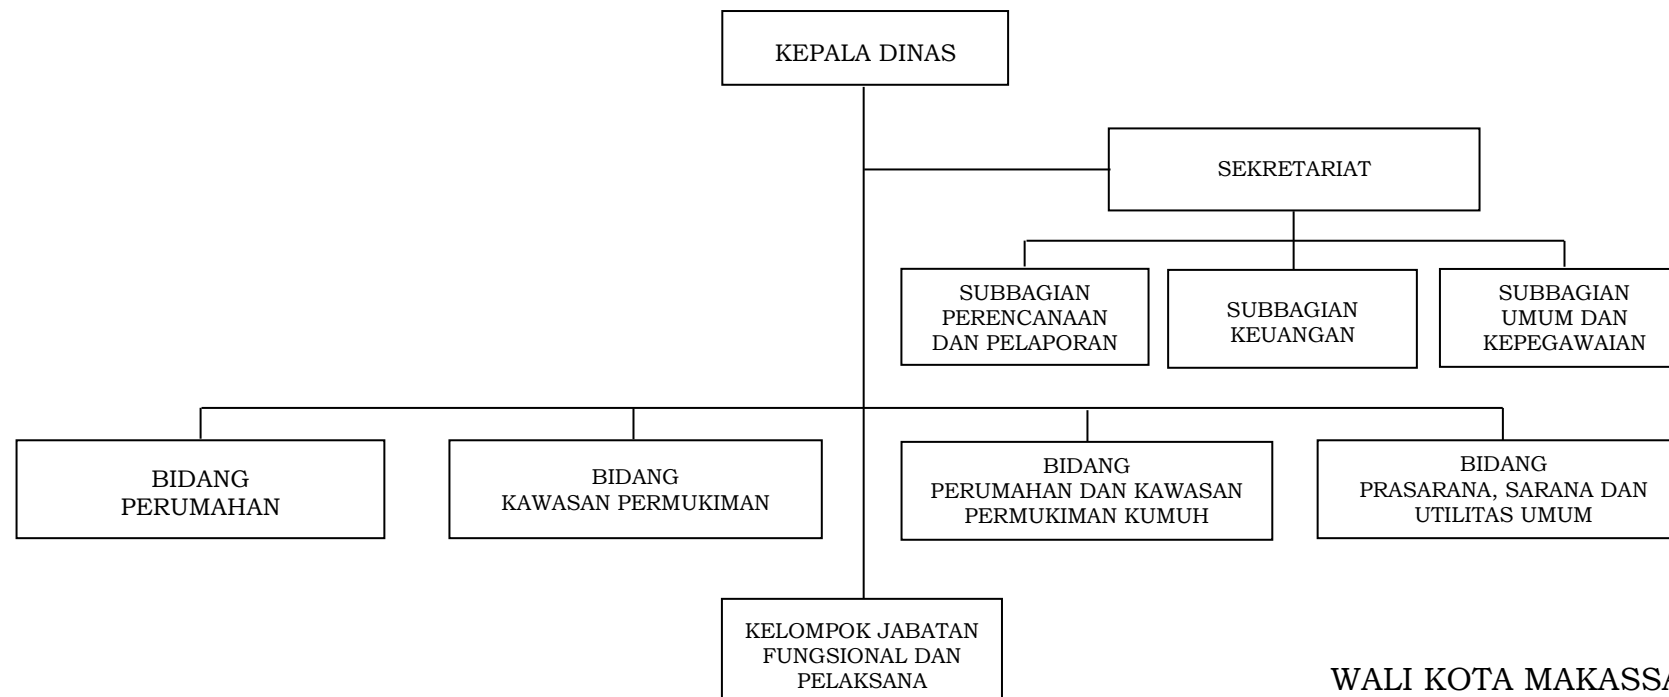 KEPALA DINAS
SEKRETARIAT
SUBBAGIAN
PERENCANAAN
DAN PELAPORAN
SUBBAGIAN
KEUANGAN
SUBBAGIAN
UMUM DAN
KEPEGAWAIAN
BIDANG
PERUMAHAN
BIDANG
KAWASAN PERMUKIMAN
BIDANG
PERUMAHAN DAN KAWASAN
PERMUKIMAN KUMUH
BIDANG
PRASARANA, SARANA DAN
UTILITAS UMUM
KELOMPOK JABATAN
FUNGSIONAL DAN
PELAKSANA
WALI KOTA